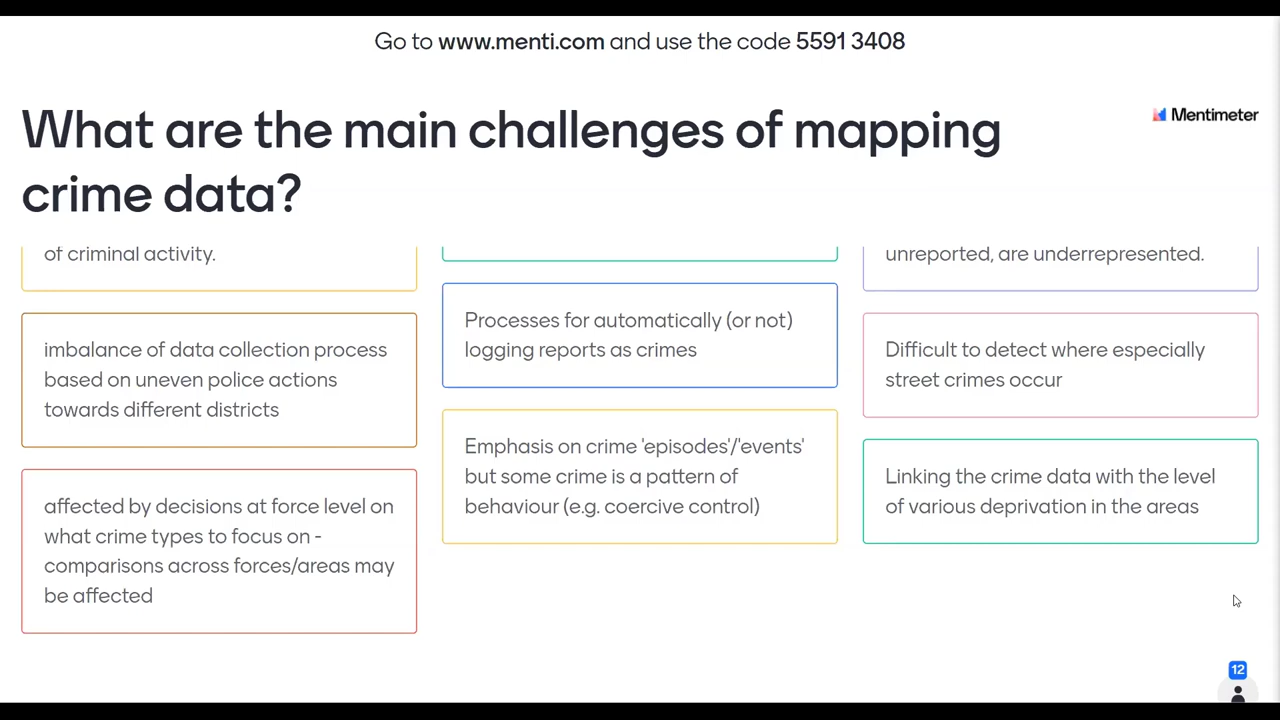 Go to www.menti.com and use the code 5591 3408
Mentimeter
What are the main challenges of mapping
crime data?
of criminal activity.
imbalance of data collection process
based on uneven police actions
towards different districts
affected by decisions at force level on
what crime types to focus on -
comparisons across forces/areas may
be affected
Processes for automatically (or not)
logging reports as crimes
Emphasis on crime 'episodes'/'events'
but some crime is a pattern of
behaviour (e.g. coercive control)
unreported, are underrepresented.
Difficult to detect where especially
street crimes occur
Linking the crime data with the level
of various deprivation in the areas
12